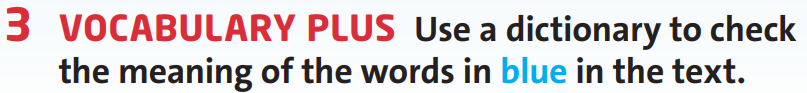 3 VOCABULARY PLUS Use a dictionary to check
the meaning of the words in blue in the text.